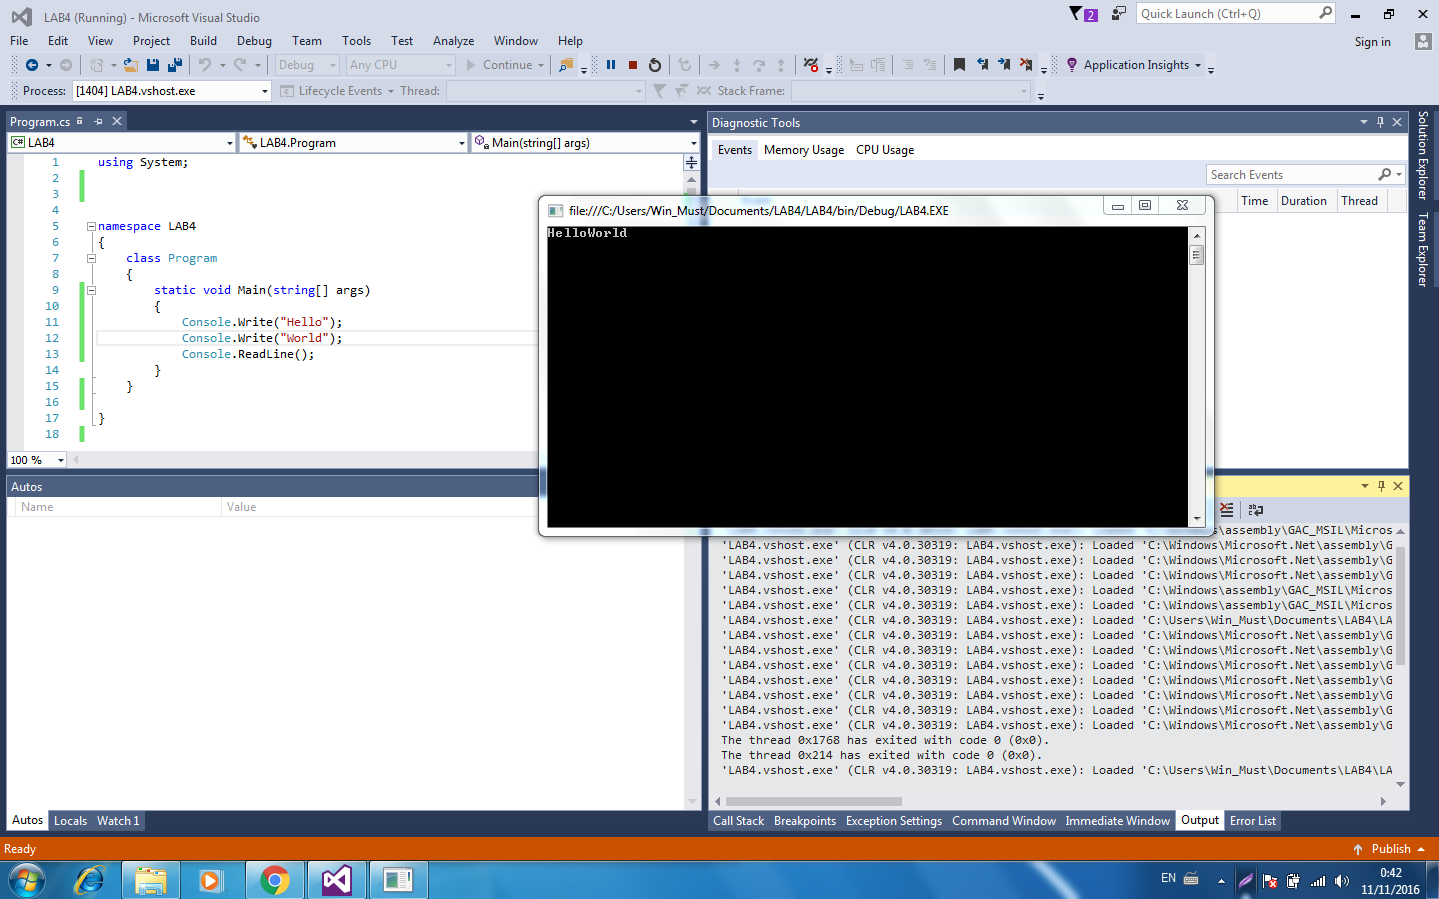 LAB4 (Running) - Microsoft Visual Studio
2
Quick Launch (Ctrl+Q)
File Edit View Project Build Debug Team Tools Test Analyze Window Help
Sign in
Debug Any CPU Continue Application Insights
Process: [1404] LAB4.vshost.exe Lifecycle Events Thread: Stack Frame:
Program.cs
C# LAB4 LAB4.Program Main(string[] args)
1 using System;
2
3
4
5 namespace LAB4
6 {
7 class Program
8 {
9 static void Main(string[] args)
10 {
11 Console.Write("Hello");
12 Console.Write("World");
13 Console.ReadLine();
14 }
15 }
16
17 }
18
100 %
Diagnostic Tools
Events Memory Usage CPU Usage
Search Events
Time Duration Thread
Solution Explorer
Team Explorer
file:///C:/Users/Win_Must/Documents/LAB4/LAB4/bin/Debug/LAB4.EXE
HelloWorld
Autos
Name Value
\assembly\GAC_MSIL\Micros
'LAB4.vshost.exe' (CLR v4.0.30319: LAB4.vshost.exe): Loaded 'C:\Windows\Microsoft.Net\assembly\G
'LAB4.vshost.exe' (CLR v4.0.30319: LAB4.vshost.exe): Loaded 'C:\Windows\Microsoft.Net\assembly\G
'LAB4.vshost.exe' (CLR v4.0.30319: LAB4.vshost.exe): Loaded 'C:\Windows\Microsoft.Net\assembly\G
'LAB4.vshost.exe' (CLR v4.0.30319: LAB4.vshost.exe): Loaded 'C:\Windows\assembly\GAC_MSIL\Micros
'LAB4.vshost.exe' (CLR v4.0.30319: LAB4.vshost.exe): Loaded 'C:\Windows\assembly\GAC_MSIL\Micros
'LAB4.vshost.exe' (CLR v4.0.30319: LAB4.vshost.exe): Loaded 'C:\Users\Win_Must\Documents\LAB4\LA
'LAB4.vshost.exe' (CLR v4.0.30319: LAB4.vshost.exe): Loaded 'C:\Windows\Microsoft.Net\assembly\G
'LAB4.vshost.exe' (CLR v4.0.30319: LAB4.vshost.exe): Loaded 'C:\Windows\Microsoft.Net\assembly\G
'LAB4.vshost.exe' (CLR v4.0.30319: LAB4.vshost.exe): Loaded 'C:\Windows\Microsoft.Net\assembly\G
'LAB4.vshost.exe' (CLR v4.0.30319: LAB4.vshost.exe): Loaded 'C:\Windows\Microsoft.Net\assembly\G
'LAB4.vshost.exe' (CLR v4.0.30319: LAB4.vshost.exe): Loaded 'C:\Windows\Microsoft.Net\assembly\G
'LAB4.vshost.exe' (CLR v4.0.30319: LAB4.vshost.exe): Loaded 'C:\Windows\Microsoft.Net\assembly\G
'LAB4.vshost.exe' (CLR v4.0.30319: LAB4.vshost.exe): Loaded 'C:\Windows\Microsoft.Net\assembly\G
The thread 0x1768 has exited with code 0 (0x0).
The thread 0x214 has exited with code 0 (0x0).
'LAB4.vshost.exe' (CLR v4.0.30319: LAB4.vshost.exe): Loaded 'C:\Users\Win_Must\Documents\LAB4\LA
Autos Locals Watch 1
Call Stack Breakpoints Exception Settings Command Window Immediate Window Output Error List
Ready
Publish
EN
0:42
11/11/2016